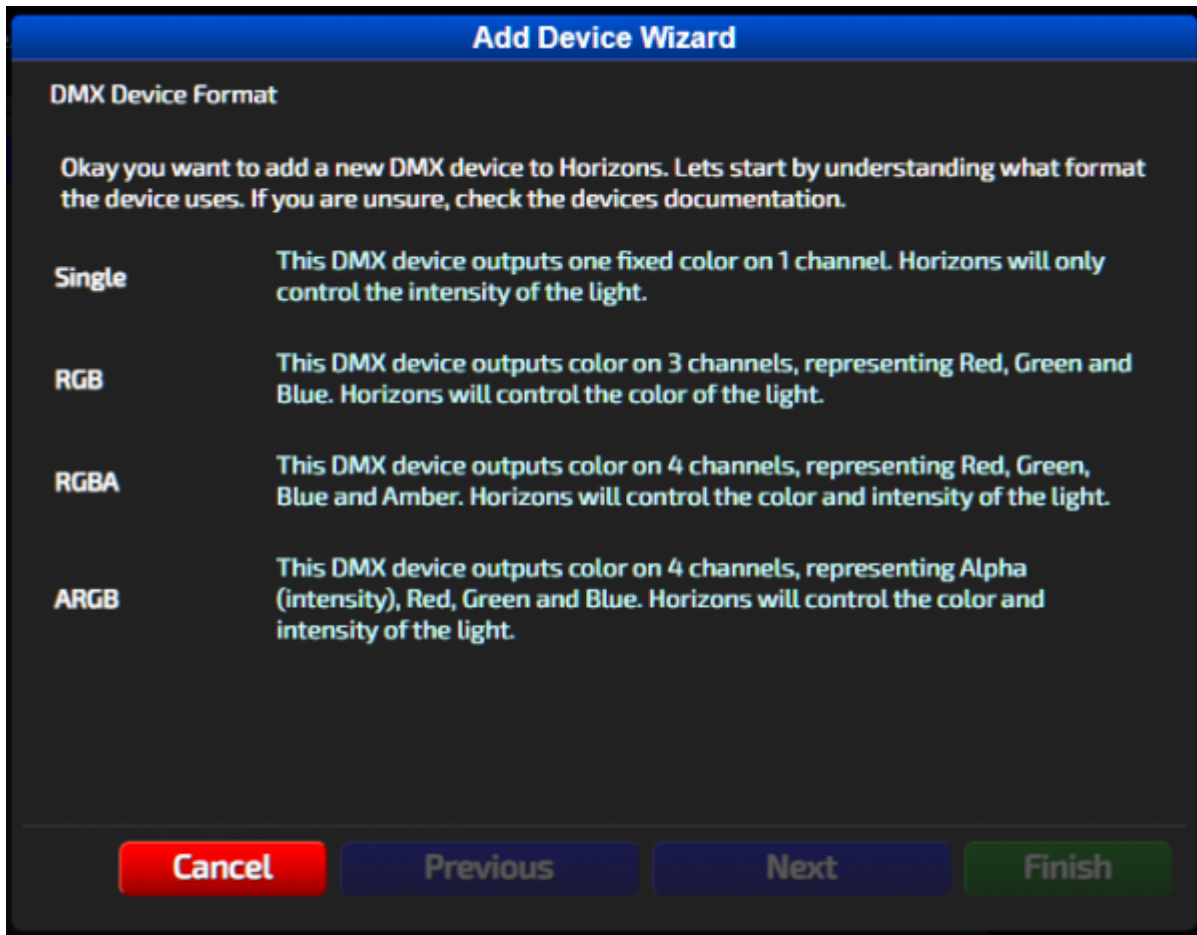 Add Device Wizard
DMX Device Format
Okay you want to add a new DMX device to Horizons. Lets start by understanding what format
the device uses. If you are unsure, check the devices documentation.
Single
This DMX device outputs one fixed color on 1 channel. Horizons will only
control the intensity of the light.
RGB
This DMX device outputs color on 3 channels, representing Red, Green and
Blue. Horizons will control the color of the light.
RGBA
This DMX device outputs color on 4 channels, representing Red, Green,
Blue and Amber. Horizons will control the color and intensity of the light.
ARGB
This DMX device outputs color on 4 channels, representing Alpha
(intensity), Red, Green and Blue. Horizons will control the color and
intensity of the light.
Cancel
Previous
Next
Finish